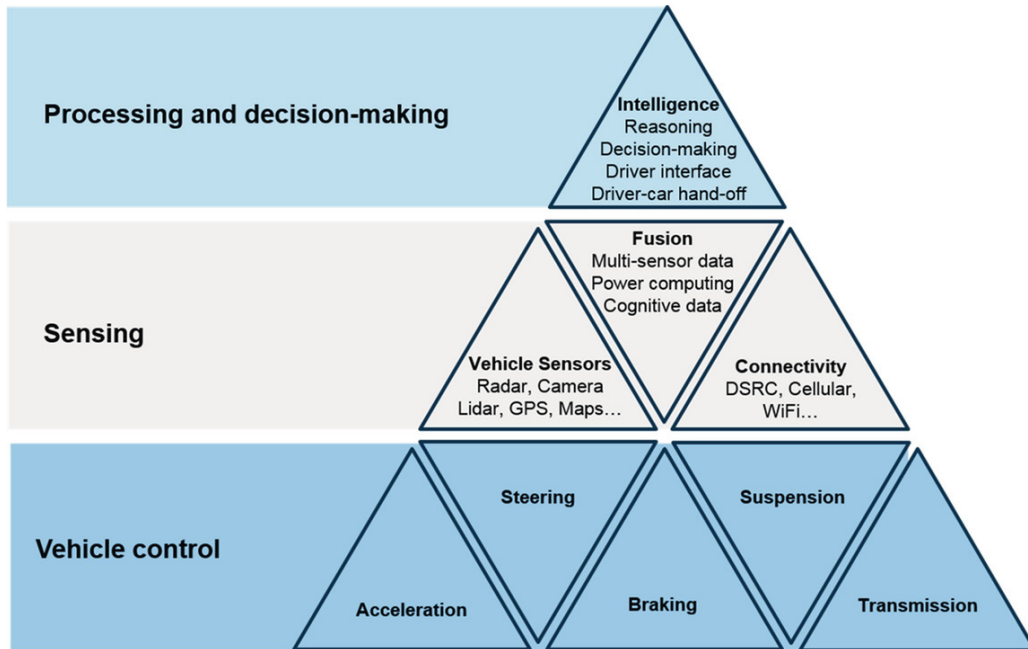 Processing and decision-making
Intelligence
Reasoning
Decision-making
Driver interface
Driver-car hand-off
Sensing
Fusion
Multi-sensor data
Power computing
Cognitive data
Vehicle Sensors
Radar, Camera
Lidar, GPS, Maps...
Connectivity
DSRC, Cellular,
WiFi...
Vehicle control
Steering
Suspension
Acceleration
Braking
Transmission